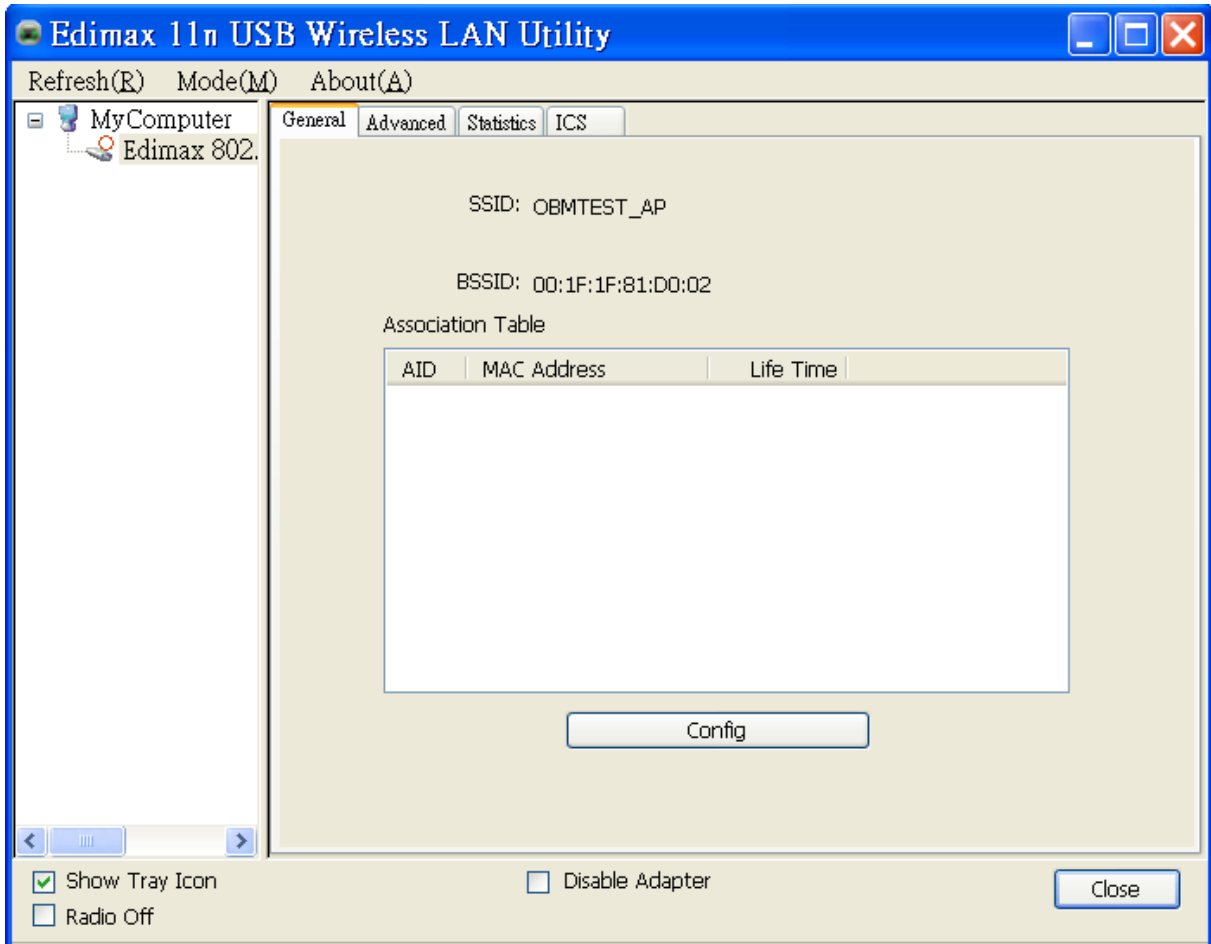 Edimax 11n USB Wireless LAN Utility
Refresh(R) Mode(M) About(A)
MyComputer
Edimax 802.
General Advanced Statistics ICS
SSID: OBMTEST_AP
BSSID: 00:1F:1F:81:D0:02
Association Table
AID MAC Address Life Time
Config
Show Tray Icon
Radio Off
Disable Adapter
Close